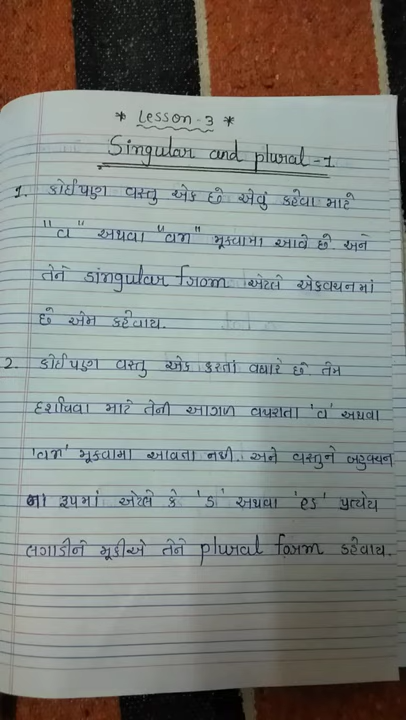 * Lesson - 3 *
Singular and plural - 1
1. કોઈપણ વસ્તુ એક છે એવું કહેવા માટે
"a" અથવા "an" મૂકવામા આવે છે. અને
તેને singular from એટલે એકવચનમાં
છે એમ કહેવાય.
2. કોઈપણ વસ્તુ એક કરતાં વધારે છે. તેમ
દર્શાવવા માટે તેની આગળ વપરાતા 'a' અથવા
'an' મૂકવામાં આવતા નથી. અને વસ્તુને બહુવચન
ના રૂપમાં એટલે કે 's' અથવા 'es' પ્રત્યેય
લગાડીને મૂકીએ તેને plural form કહેવાય.